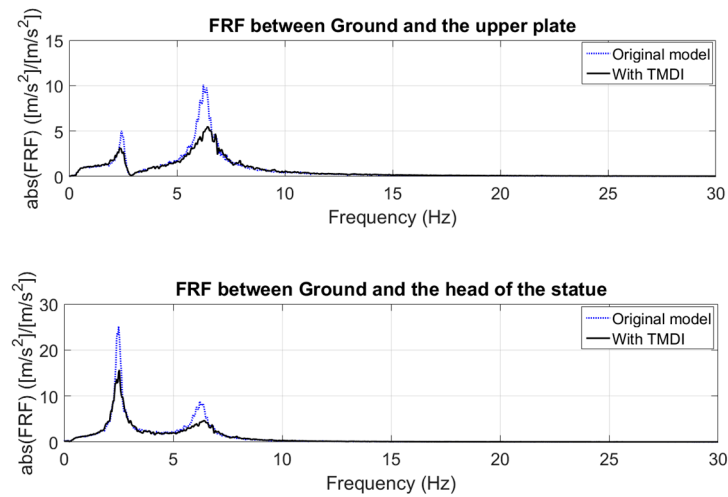 FRF between Ground and the upper plate
abs(FRF) ([m/s²]/[m/s²])
15
10
5
0
Original model
With TMDI
0 5 10 15 20 25 30
Frequency (Hz)
FRF between Ground and the head of the statue
abs(FRF) ([m/s²]/[m/s²])
30
20
10
0
Original model
With TMDI
0 5 10 15 20 25 30
Frequency (Hz)